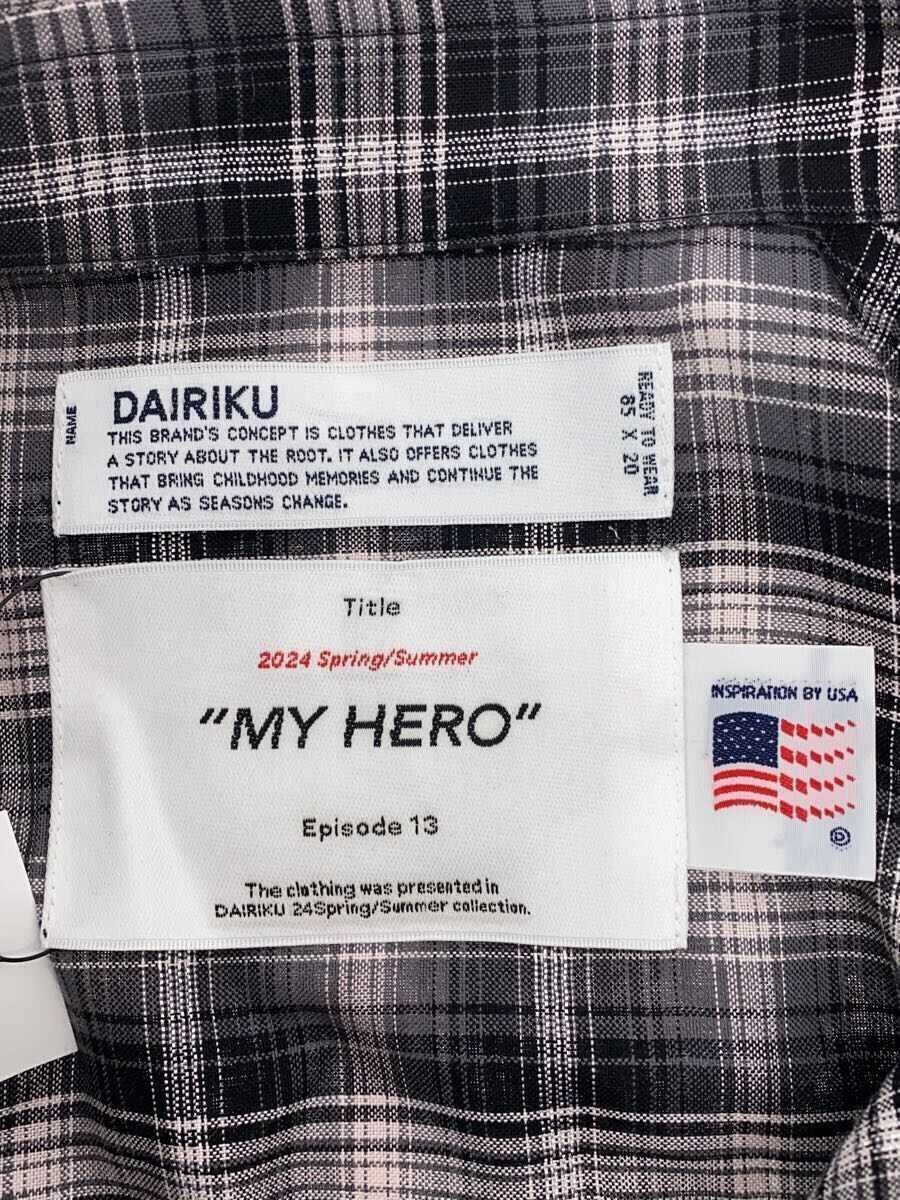 NAME
DAIRIKU
THIS BRAND'S CONCEPT IS CLOTHES THAT DELIVER
A STORY ABOUT THE ROOT. IT ALSO OFFERS CLOTHES
THAT BRING CHILDHOOD MEMORIES AND CONTINUE THE
STORY AS SEASONS CHANGE.
READY TO WEAR
85 X 20
Title
2024 Spring/Summer
"MY HERO"
Episode 13
The clothing was presented in
DAIRIKU 24Spring/Summer collection.
INSPIRATION BY USA
Ⓓ